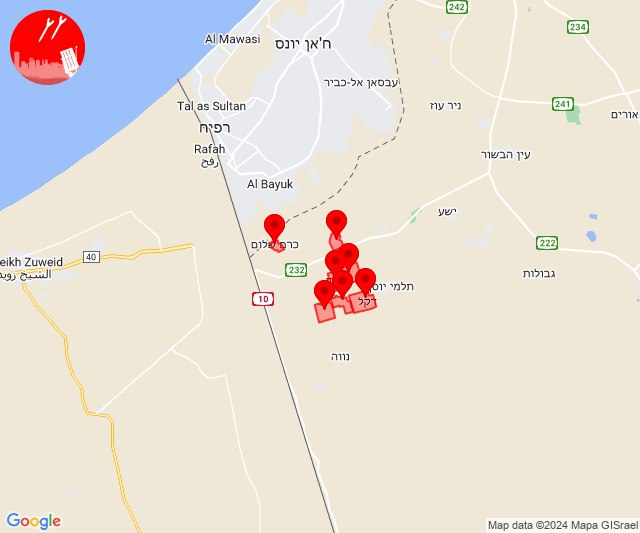 242
ח'אן יונס
Al Mawasi
234
עבסאן אל-כביר
Tal as Sultan
ניר עוז
241
אורים
רפיח
Rafah
رفح
עין הבשור
Al Bayuk
ישע
כרם שלום
222
40
eikh Zuweid
الشيخ زويد
232
גבולות
תלמי יוסף
10
דקל
נווה
Google
Map data ©2024 Mapa GISrael